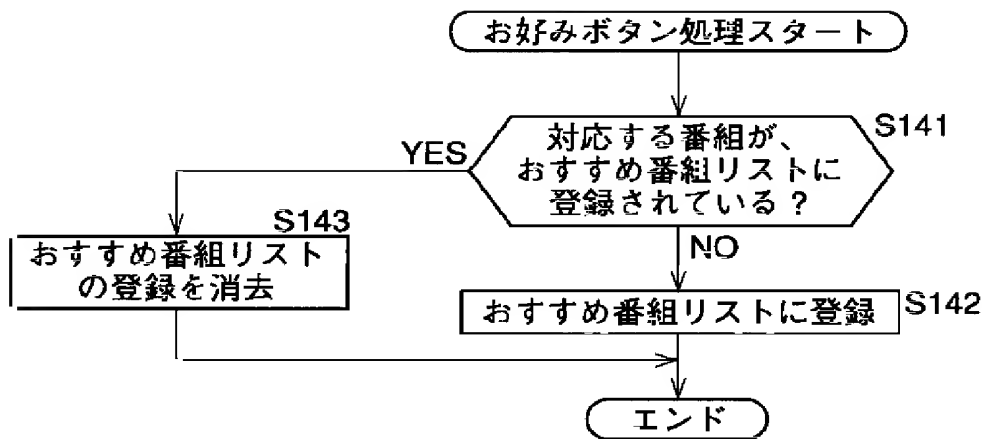 お好みボタン処理スタート
対応する番組が、
おすすめ番組リストに
登録されている？
S141
YES
NO
S143
おすすめ番組リスト
の登録を消去
おすすめ番組リストに登録
S142
エンド